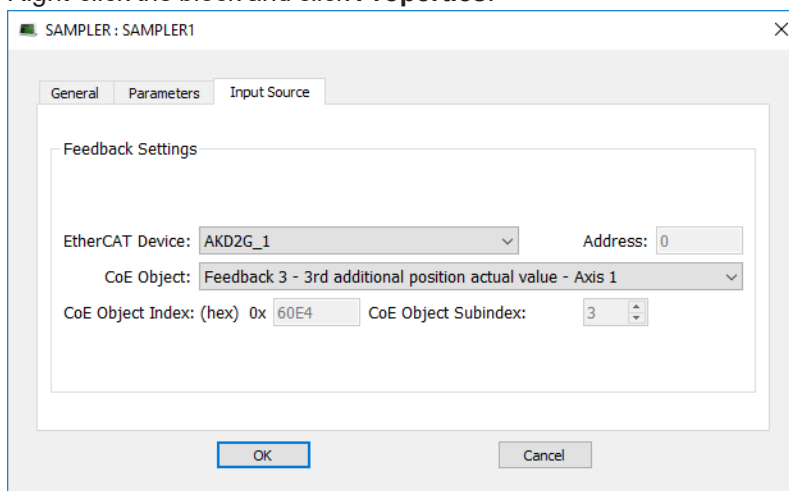 SAMPLER : SAMPLER1
General Parameters Input Source
Feedback Settings
EtherCAT Device: AKD2G_1 Address: 0
CoE Object: Feedback 3 - 3rd additional position actual value - Axis 1
CoE Object Index: (hex) 0x 60E4 CoE Object Subindex: 3
OK Cancel